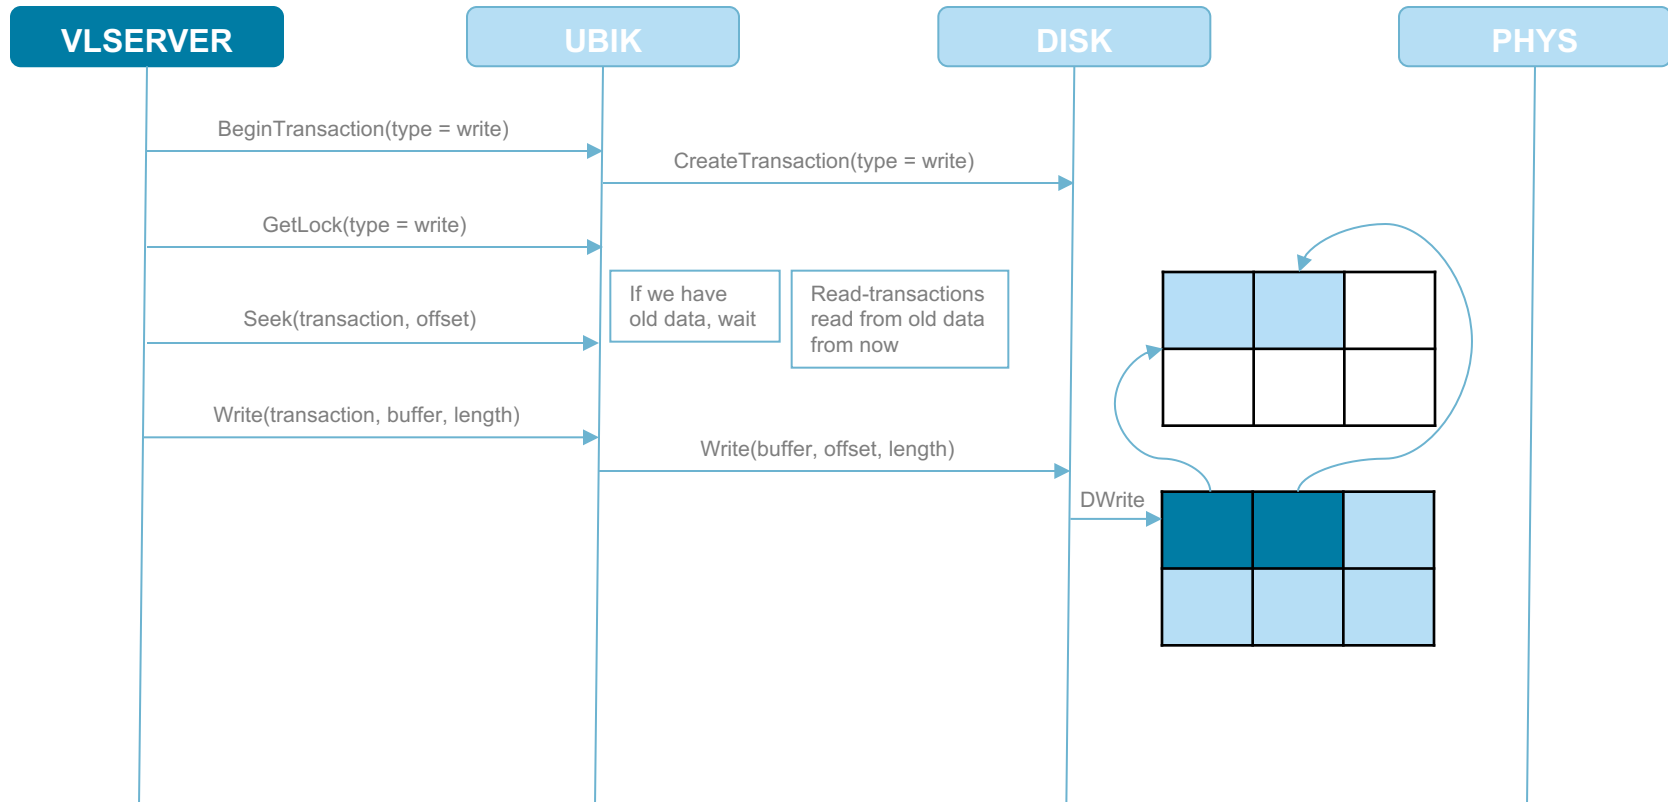 VLSERVER
UBIK
DISK
PHYS
BeginTransaction(type = write)
CreateTransaction(type = write)
GetLock(type = write)
If we have
old data, wait
Read-transactions
read from old data
from now
Seek(transaction, offset)
Write(transaction, buffer, length)
Write(buffer, offset, length)
DWrite